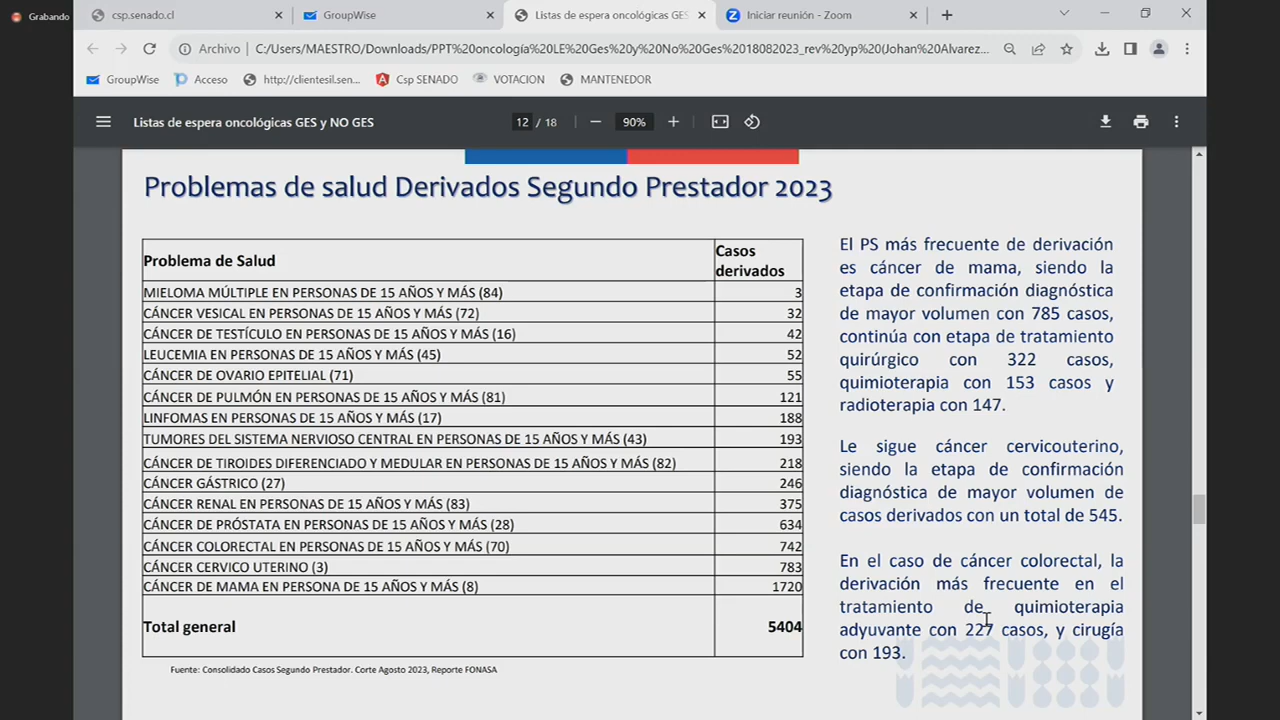 Grabando
csp.senado.cl
GroupWise
Listas de espera oncológicas GES
Iniciar reunión - Zoom
Archivo
C:/Users/MAESTRO/Downloads/PPT%20oncología%20LE%20Ges%20y%20No%20Ges%2018082023_rev%20yp%20(Johan%20Alvarez...
GroupWise
Acceso
http://clientesil.sen...
Csp SENADO
VOTACION
MANTENEDOR
Listas de espera oncológicas GES y NO GES
12 / 18
90%
Problemas de salud Derivados Segundo Prestador 2023
Problema de Salud
Casos
derivados
MIELOMA MÚLTIPLE EN PERSONAS DE 15 AÑOS Y MÁS (84) 3
CÁNCER VESICAL EN PERSONAS DE 15 AÑOS Y MÁS (72) 32
CÁNCER DE TESTÍCULO EN PERSONAS DE 15 AÑOS Y MÁS (16) 42
LEUCEMIA EN PERSONAS DE 15 AÑOS Y MÁS (45) 52
CÁNCER DE OVARIO EPITELIAL (71) 55
CÁNCER DE PULMÓN EN PERSONAS DE 15 AÑOS Y MÁS (81) 121
LINFOMAS EN PERSONAS DE 15 AÑOS Y MÁS (17) 188
TUMORES DEL SISTEMA NERVIOSO CENTRAL EN PERSONAS DE 15 AÑOS Y MÁS (43) 193
CÁNCER DE TIROIDES DIFERENCIADO Y MEDULAR EN PERSONAS DE 15 AÑOS Y MÁS (82) 218
CÁNCER GÁSTRICO (27) 246
CÁNCER RENAL EN PERSONAS DE 15 AÑOS Y MÁS (83) 375
CÁNCER DE PRÓSTATA EN PERSONAS DE 15 AÑOS Y MÁS (28) 634
CÁNCER COLORECTAL EN PERSONAS DE 15 AÑOS Y MÁS (70) 742
CÁNCER CERVICO UTERINO (3) 783
CÁNCER DE MAMA EN PERSONA DE 15 AÑOS Y MÁS (8) 1720
Total general 5404
Fuente: Consolidado Casos Segundo Prestador. Corte Agosto 2023, Reporte FONASA
El PS más frecuente de derivación
es cáncer de mama, siendo la
etapa de confirmación diagnóstica
de mayor volumen con 785 casos,
continúa con etapa de tratamiento
quirúrgico con 322 casos,
quimioterapia con 153 casos y
radioterapia con 147.
Le sigue cáncer cervicouterino,
siendo la etapa de confirmación
diagnóstica de mayor volumen de
casos derivados con un total de 545.
En el caso de cáncer colorectal, la
derivación más frecuente en el
tratamiento de quimioterapia
adyuvante con 227 casos, y cirugía
con 193.